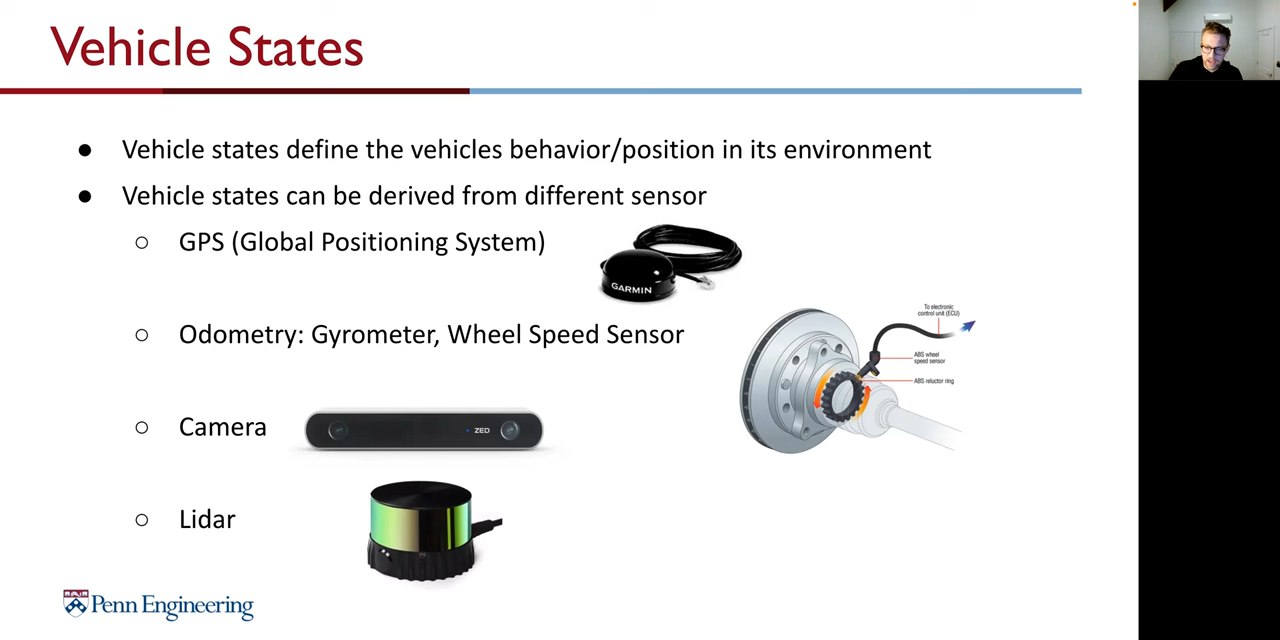 Vehicle States
● Vehicle states define the vehicles behavior/position in its environment
● Vehicle states can be derived from different sensor
○ GPS (Global Positioning System)
GARMIN
○ Odometry: Gyrometer, Wheel Speed Sensor
To electronic
control unit (ECU)
ABS wheel
speed sensor
ABS reluctor ring
○ Camera
ZED
○ Lidar
Penn Engineering